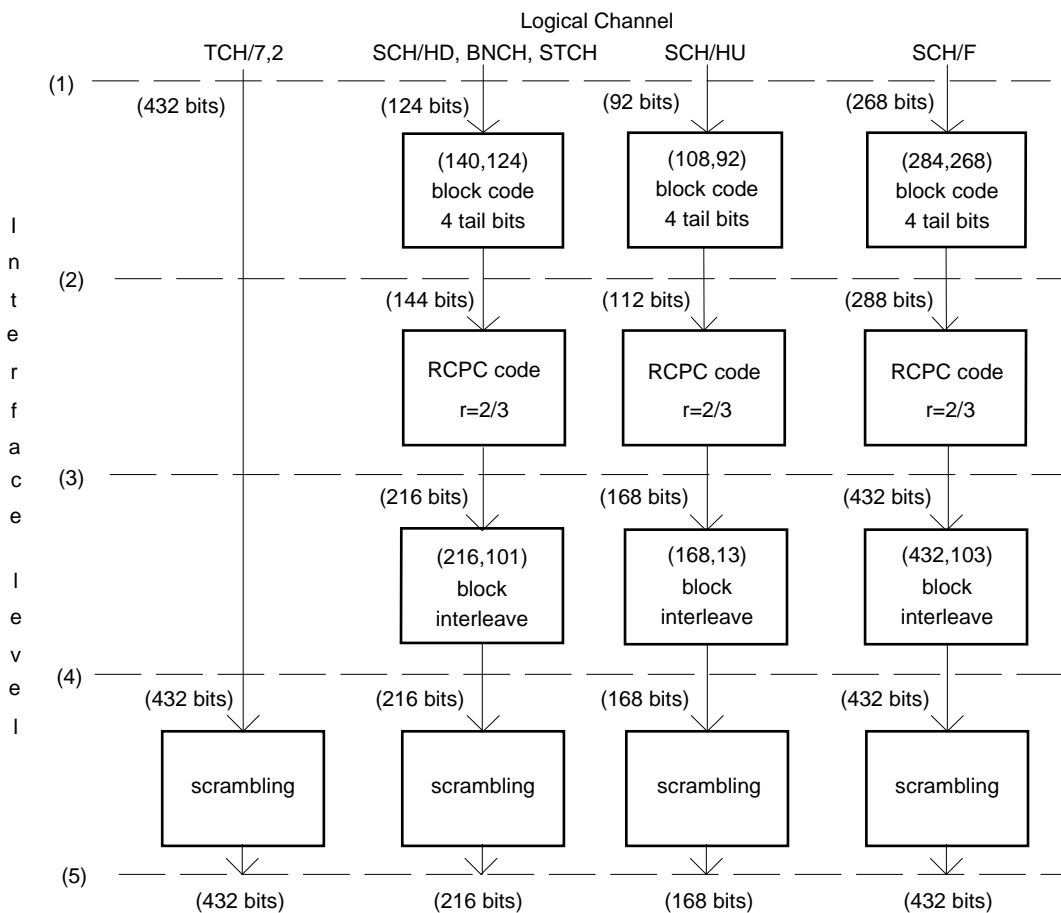 Logical Channel
TCH/7,2 SCH/HD, BNCH, STCH SCH/HU SCH/F
(1)
(432 bits) (124 bits) (92 bits) (268 bits)
(140,124) (108,92) (284,268)
block code block code block code
4 tail bits 4 tail bits 4 tail bits
(2)
(144 bits) (112 bits) (288 bits)
RCPC code RCPC code RCPC code
r=2/3 r=2/3 r=2/3
(3)
(216 bits) (168 bits) (432 bits)
(216,101) (168,13) (432,103)
block block block
interleave interleave interleave
(4)
(432 bits) (216 bits) (168 bits) (432 bits)
scrambling scrambling scrambling scrambling
(5)
(432 bits) (216 bits) (168 bits) (432 bits)
Interface level